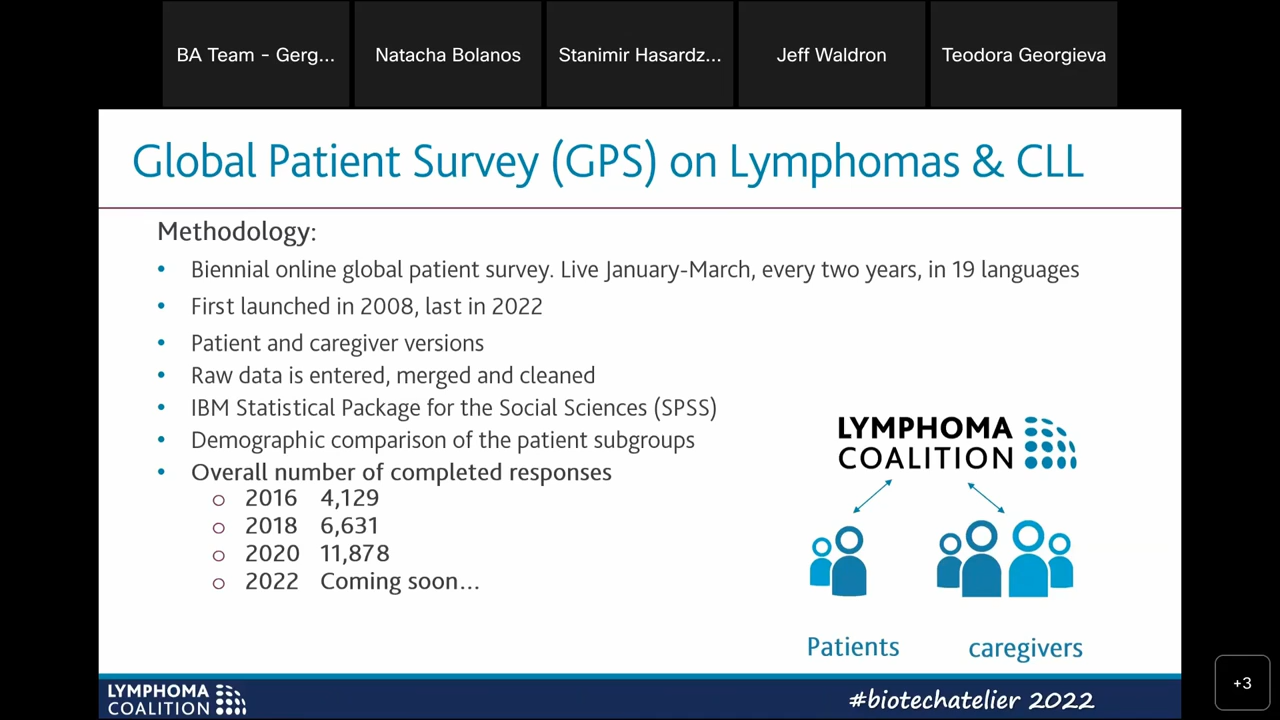 BA Team - Gerg...
Natacha Bolanos
Stanimir Hasardz...
Jeff Waldron
Teodora Georgieva
Global Patient Survey (GPS) on Lymphomas & CLL
Methodology:
• Biennial online global patient survey. Live January-March, every two years, in 19 languages
• First launched in 2008, last in 2022
• Patient and caregiver versions
• Raw data is entered, merged and cleaned
• IBM Statistical Package for the Social Sciences (SPSS)
• Demographic comparison of the patient subgroups
• Overall number of completed responses
o 2016 4,129
o 2018 6,631
o 2020 11,878
o 2022 Coming soon...
LYMPHOMA
COALITION
Patients
caregivers
LYMPHOMA
COALITION
#biotechatelier 2022
+3